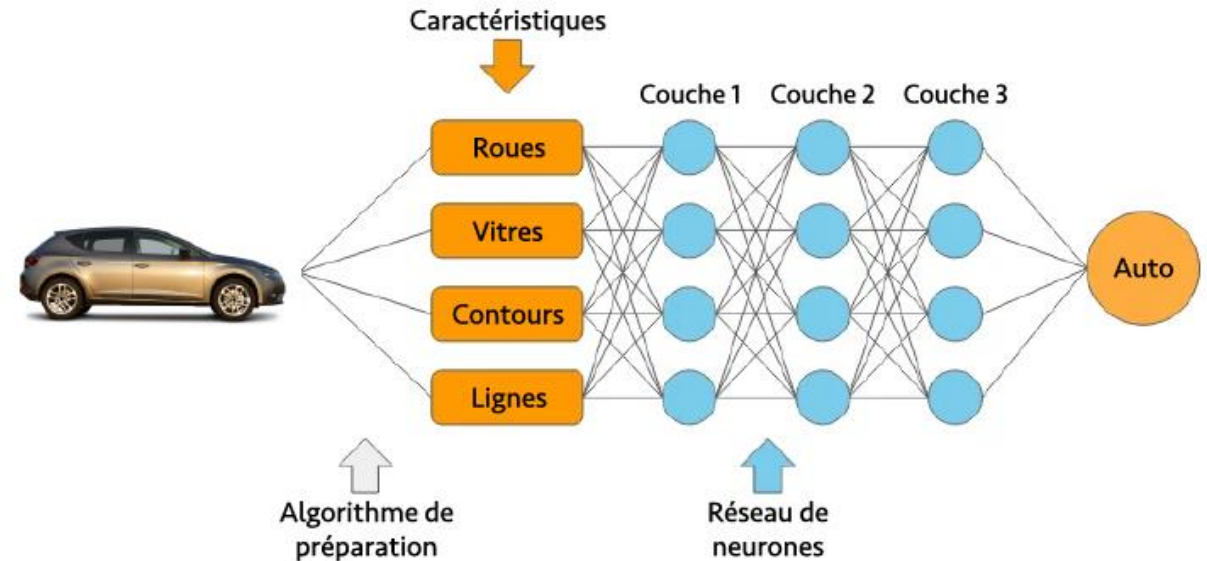 Caractéristiques
Couche 1 Couche 2 Couche 3
Roues
Vitres
Contours
Lignes
Auto
Algorithme de
préparation
Réseau de
neurones